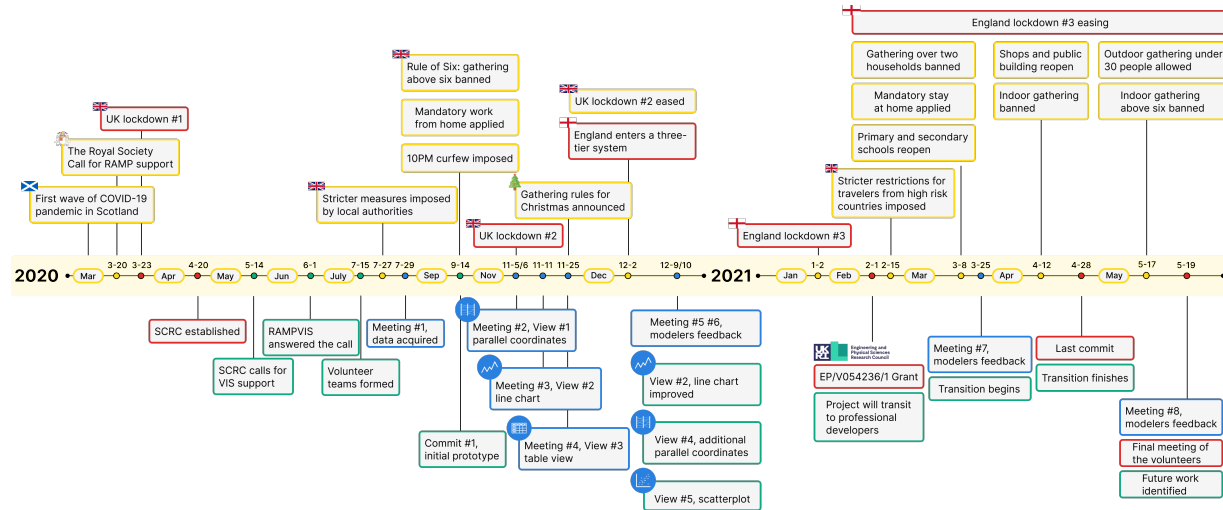 England lockdown #3 easing
Rule of Six: gathering
above six banned
Gathering over two
households banned
Shops and public
building reopen
Outdoor gathering under
30 people allowed
UK lockdown #1
Mandatory work
from home applied
UK lockdown #2 eased
Mandatory stay
at home applied
Indoor gathering
banned
Indoor gathering
above six banned
The Royal Society
Call for RAMP support
10PM curfew imposed
England enters a three-
tier system
Primary and secondary
schools reopen
First wave of COVID-19
pandemic in Scotland
Stricter measures imposed
by local authorities
Gathering rules for
Christmas announced
Stricter restrictions for
travelers from high risk
countries imposed
UK lockdown #2
England lockdown #3
3-20 3-23 4-20 5-14 6-1 7-15 7-27 7-29 9-14 11-5/6 11-11 11-25 12-2 12-9/10 1-2 2-1 2-15 3-8 3-25 4-12 4-28 5-17 5-19
2020 Mar Apr May Jun July Sep Nov Dec 2021 Jan Feb Mar Apr May
SCRC established
RAMPVIS
answered the call
Meeting #1,
data acquired
Meeting #2, View #1
parallel coordinates
Meeting #5 #6,
modelers feedback
UKRI
Engineering and
Physical Sciences
Research Council
Meeting #7,
modelers feedback
Last commit
SCRC calls for
VIS support
Volunteer
teams formed
Meeting #3, View #2
line chart
View #2, line chart
improved
EP/V054236/1 Grant
Transition begins
Transition finishes
Project will transit
to professional
developers
Commit #1,
initial prototype
Meeting #4, View #3
table view
View #4, additional
parallel coordinates
Meeting #8,
modelers feedback
Final meeting of
the volunteers
View #5, scatterplot
Future work
identified